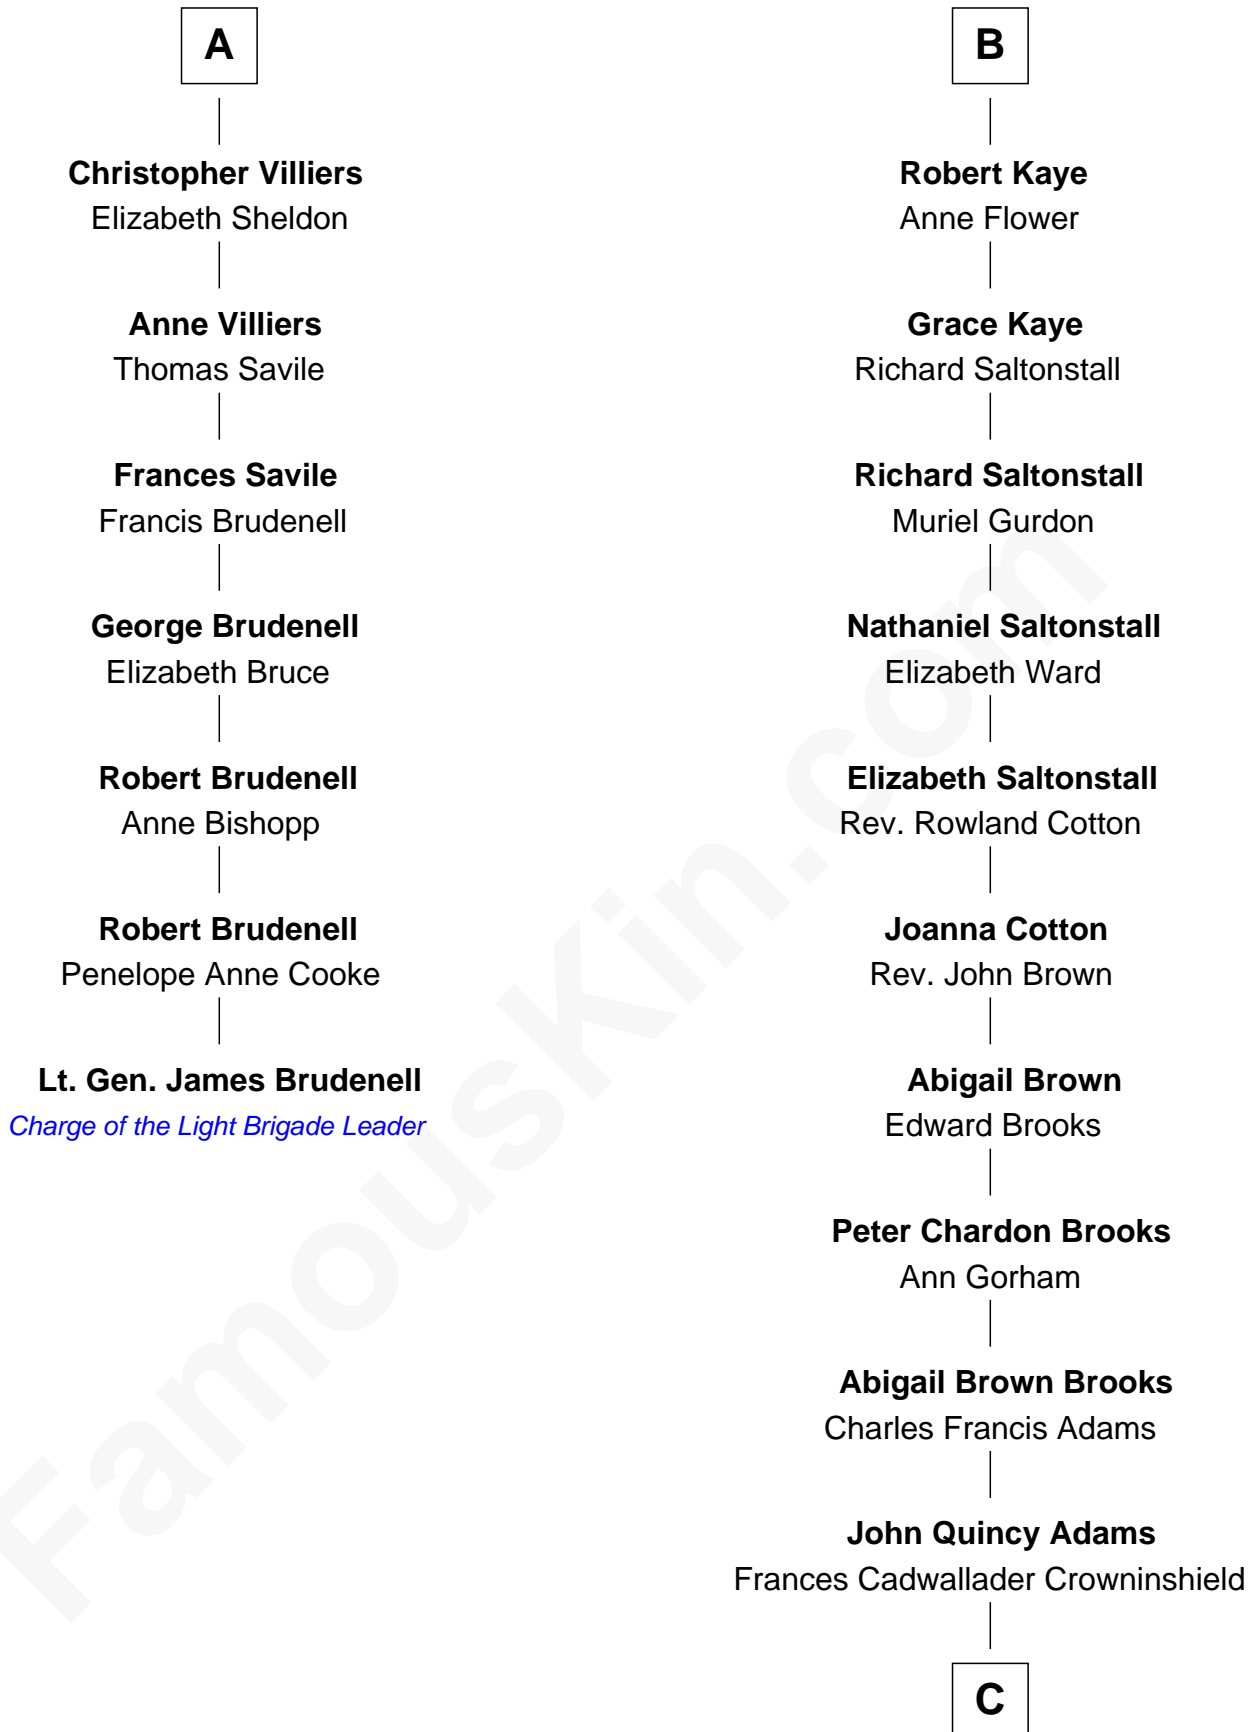 A
Christopher Villiers
Elizabeth Sheldon
Anne Villiers
Thomas Savile
Frances Savile
Francis Brudenell
George Brudenell
Elizabeth Bruce
Robert Brudenell
Anne Bishopp
Robert Brudenell
Penelope Anne Cooke
Lt. Gen. James Brudenell
Charge of the Light Brigade Leader
B
Robert Kaye
Anne Flower
Grace Kaye
Richard Saltonstall
Richard Saltonstall
Muriel Gurdon
Nathaniel Saltonstall
Elizabeth Ward
Elizabeth Saltonstall
Rev. Rowland Cotton
Joanna Cotton
Rev. John Brown
Abigail Brown
Edward Brooks
Peter Chardon Brooks
Ann Gorham
Abigail Brown Brooks
Charles Francis Adams
John Quincy Adams
Frances Cadwallader Crowninshield
C
FamousKin.com